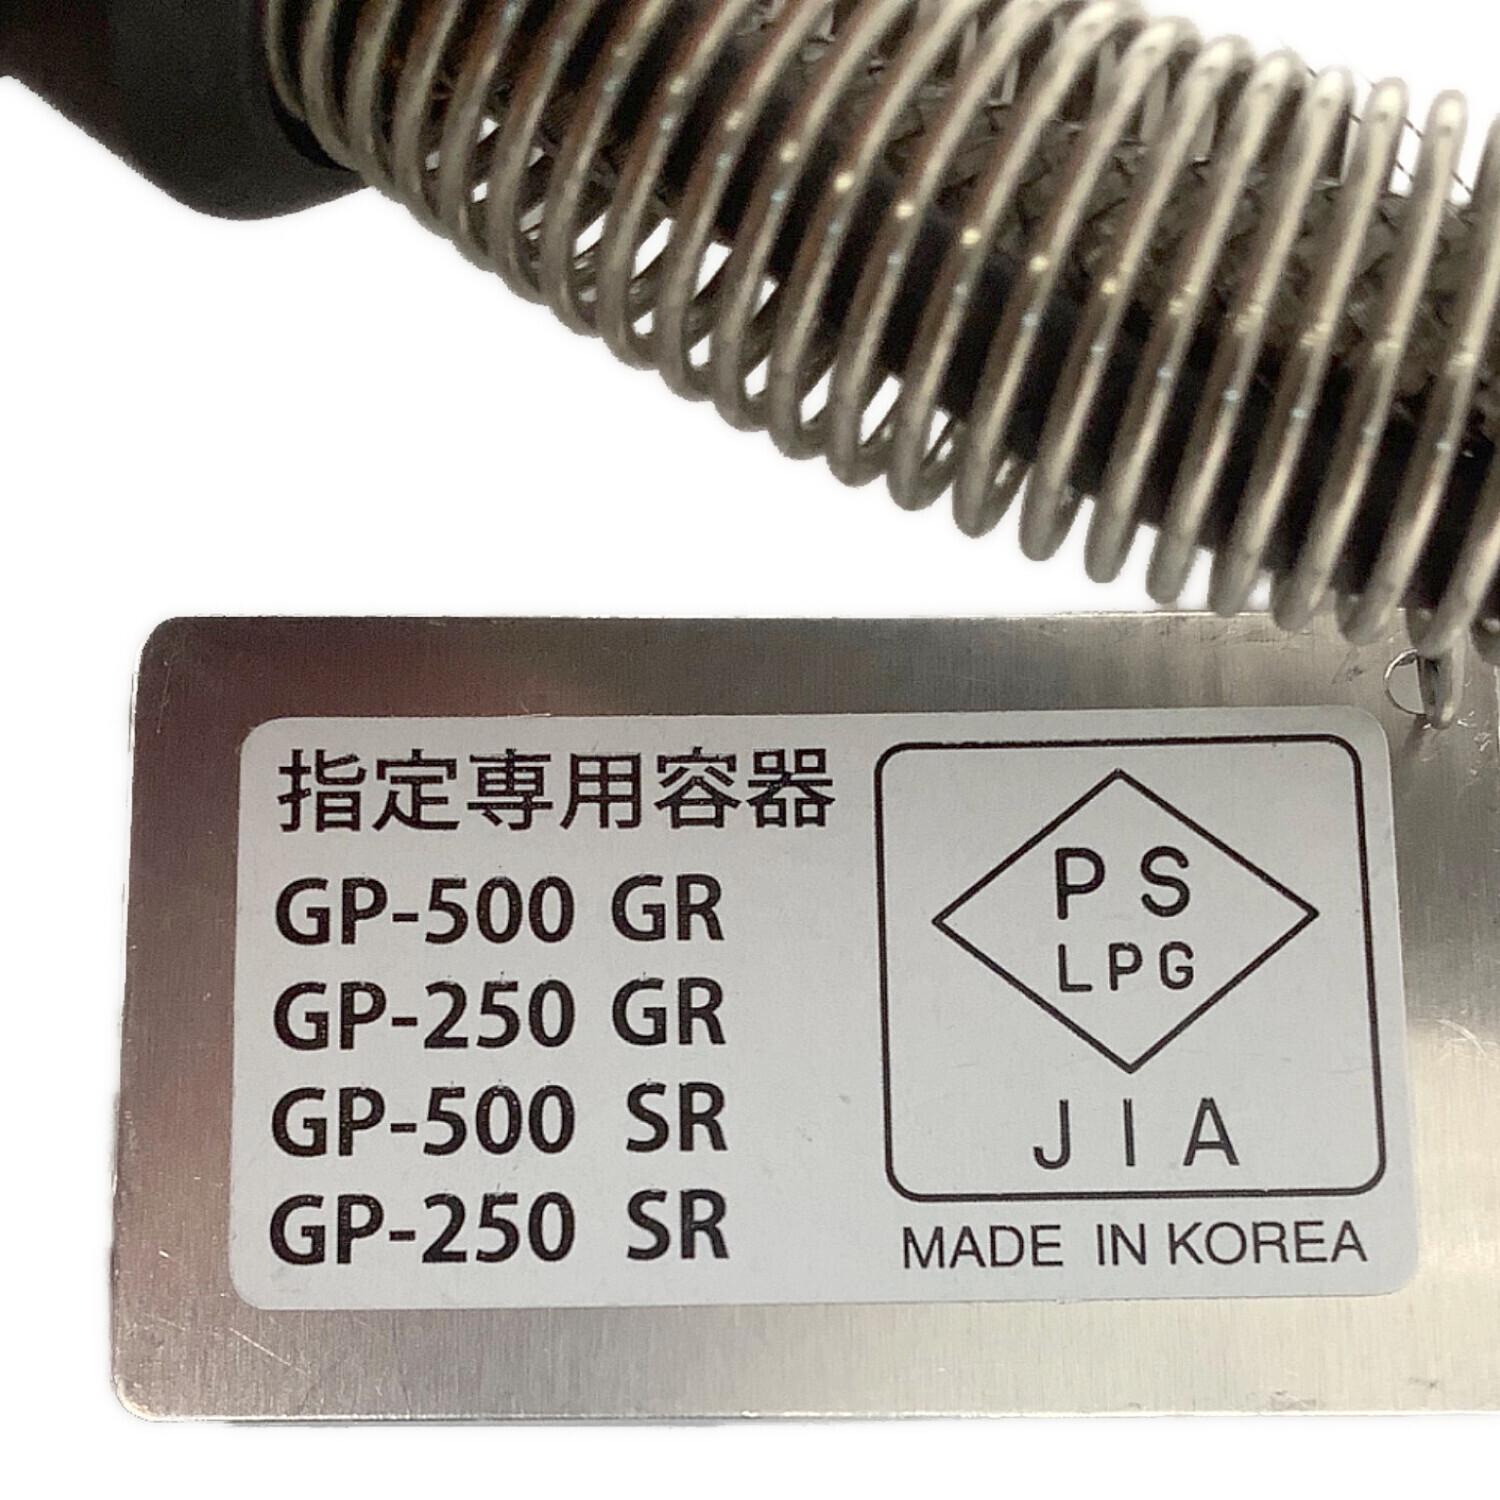 指定専用容器
GP-500 GR
GP-250 GR
GP-500 SR
GP-250 SR
PS
LPG
JIA
MADE IN KOREA